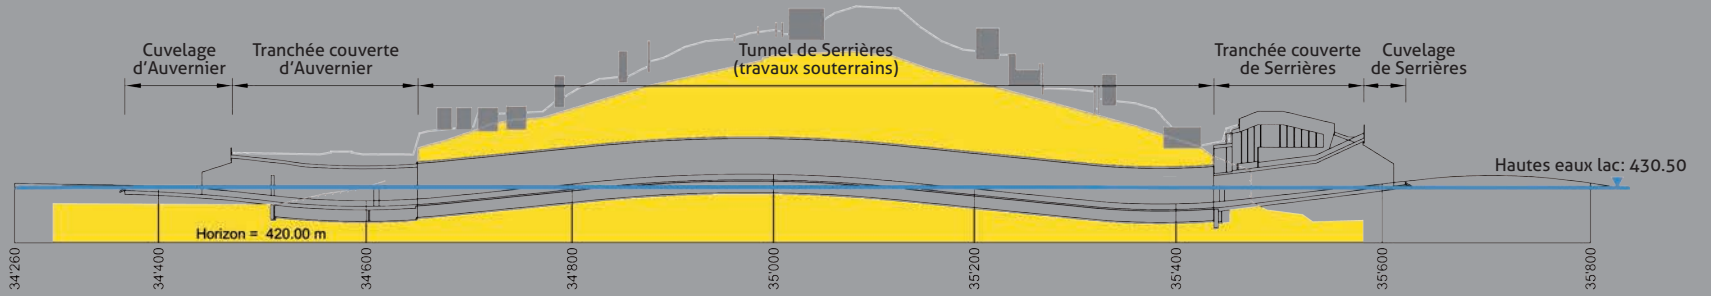 Cuvelage
d'Auvernier
Tranchée couverte
d'Auvernier
Tunnel de Serrières
(travaux souterrains)
Tranchée couverte
de Serrières
Cuvelage
de Serrières
Hautes eaux lac: 430.50
Horizon = 420.00 m
34'260
34'400
34'600
34'800
35'000
35'200
35'400
35'600
35'800